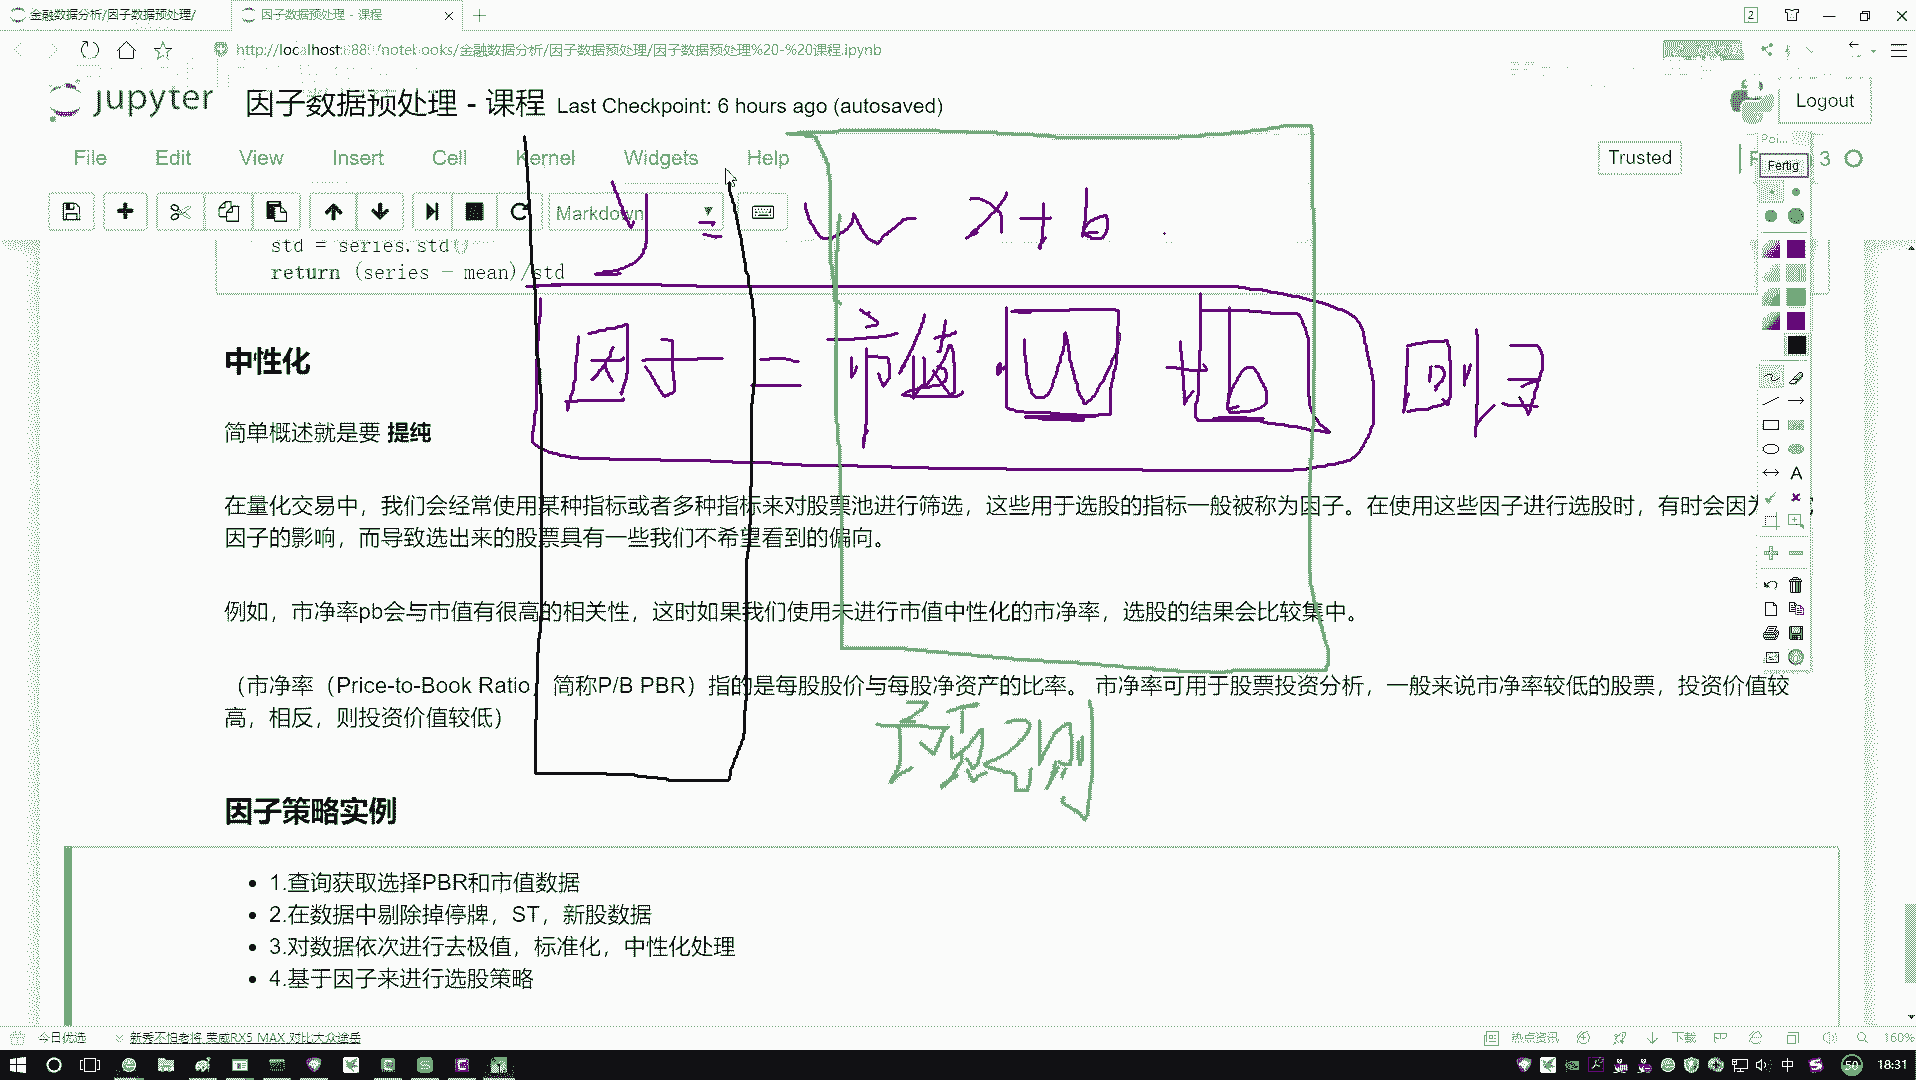 金融数据分析/因子数据预处理/
因子数据预处理 - 课程
2
http://localhost:888/notebooks/金融数据分析/因子数据预处理/因子数据预处理%20-%20课程.ipynb
jupyter 因子数据预处理 - 课程 Last Checkpoint: 6 hours ago (autosaved)
Logout
File Edit View Insert Cell Kernel Widgets Help
Trusted
3
Fertig
Markdown
y = w x + b
std = series.std()
return (series - mean)/std
因子 = 市值 · W + b 回归
中性化
简单概述就是要 提纯
在量化交易中，我们会经常使用某种指标或者多种指标来对股票池进行筛选，这些用于选股的指标一般被称为因子。在使用这些因子进行选股时，有时会因为
因子的影响，而导致选出来的股票具有一些我们不希望看到的偏向。
例如，市净率pb会与市值有很高的相关性，这时如果我们使用未进行市值中性化的市净率，选股的结果会比较集中。
（市净率（Price-to-Book Ratio，简称P/B PBR）指的是每股股价与每股净资产的比率。 市净率可用于股票投资分析，一般来说市净率较低的股票，投资价值较
高，相反，则投资价值较低）
预测
因子策略实例
1.查询获取选择PBR和市值数据
2.在数据中剔除掉停牌，ST，新股数据
3.对数据依次进行去极值，标准化，中性化处理
4.基于因子来进行选股策略
今日优选
新秀不怕老将,荣威RX5 MAX 对比大众途岳
热点资讯
下载
160%
中
50
18:31